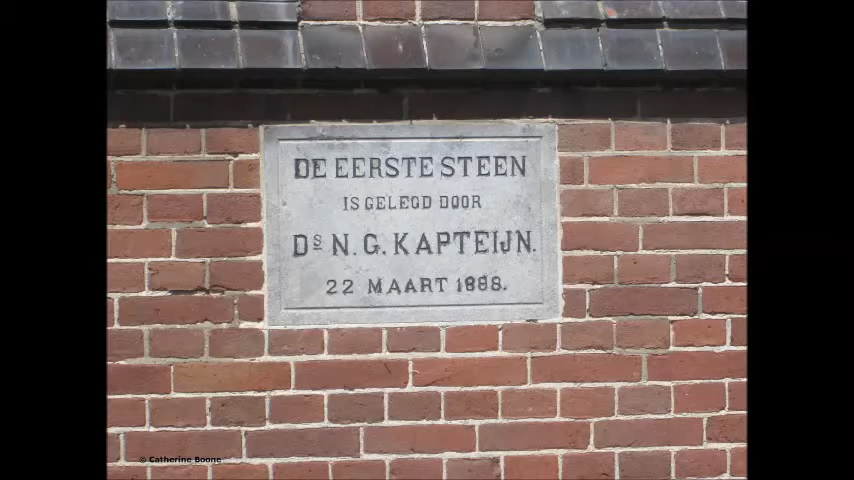 DE EERSTE STEEN
IS GELEGD DOOR
Ds N. G. KAPTEIJN.
22 MAART 1888.
© Catherine Boone